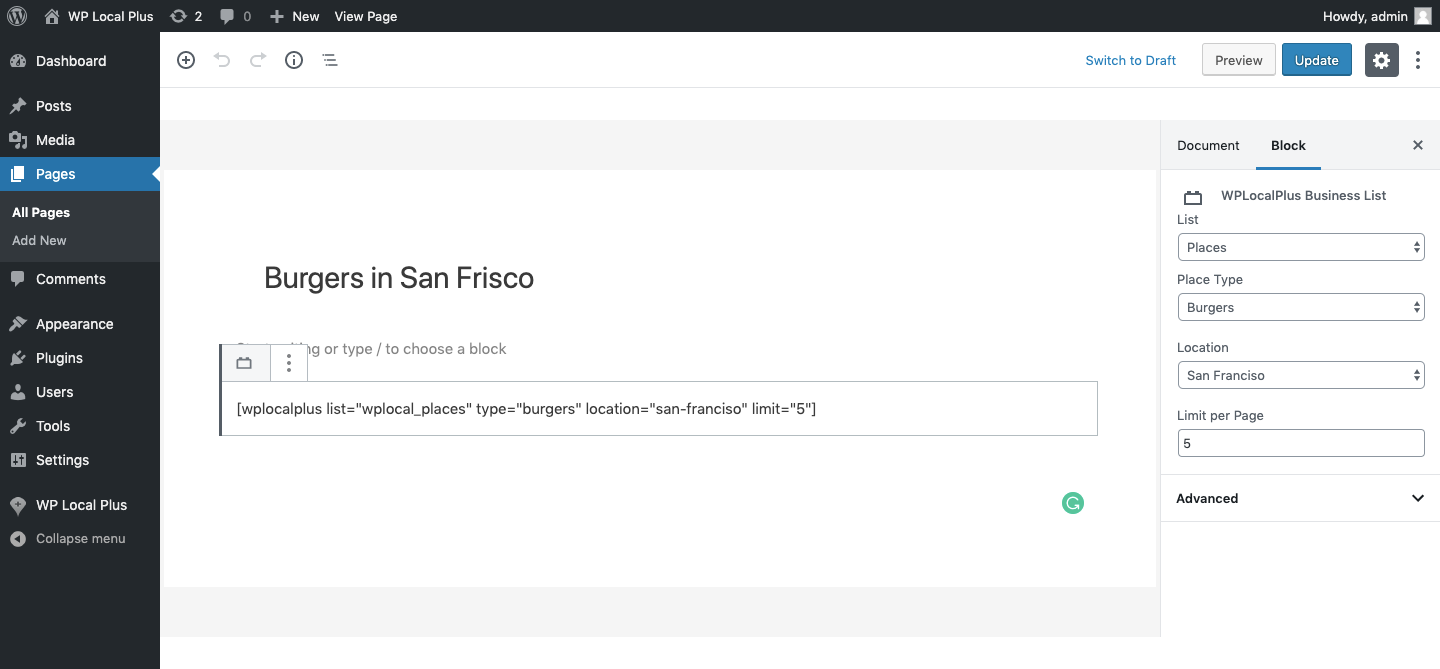 WP Local Plus 2 0 New View Page Howdy, admin
Dashboard
Posts
Media
Pages
All Pages
Add New
Comments
Appearance
Plugins
Users
Tools
Settings
WP Local Plus
Collapse menu
Switch to Draft Preview Update
Burgers in San Frisco
ng or type / to choose a block
[wplocalplus list="wplocal_places" type="burgers" location="san-franciso" limit="5"]
Document Block
WPLocalPlus Business List
List
Places
Place Type
Burgers
Location
San Franciso
Limit per Page
5
Advanced